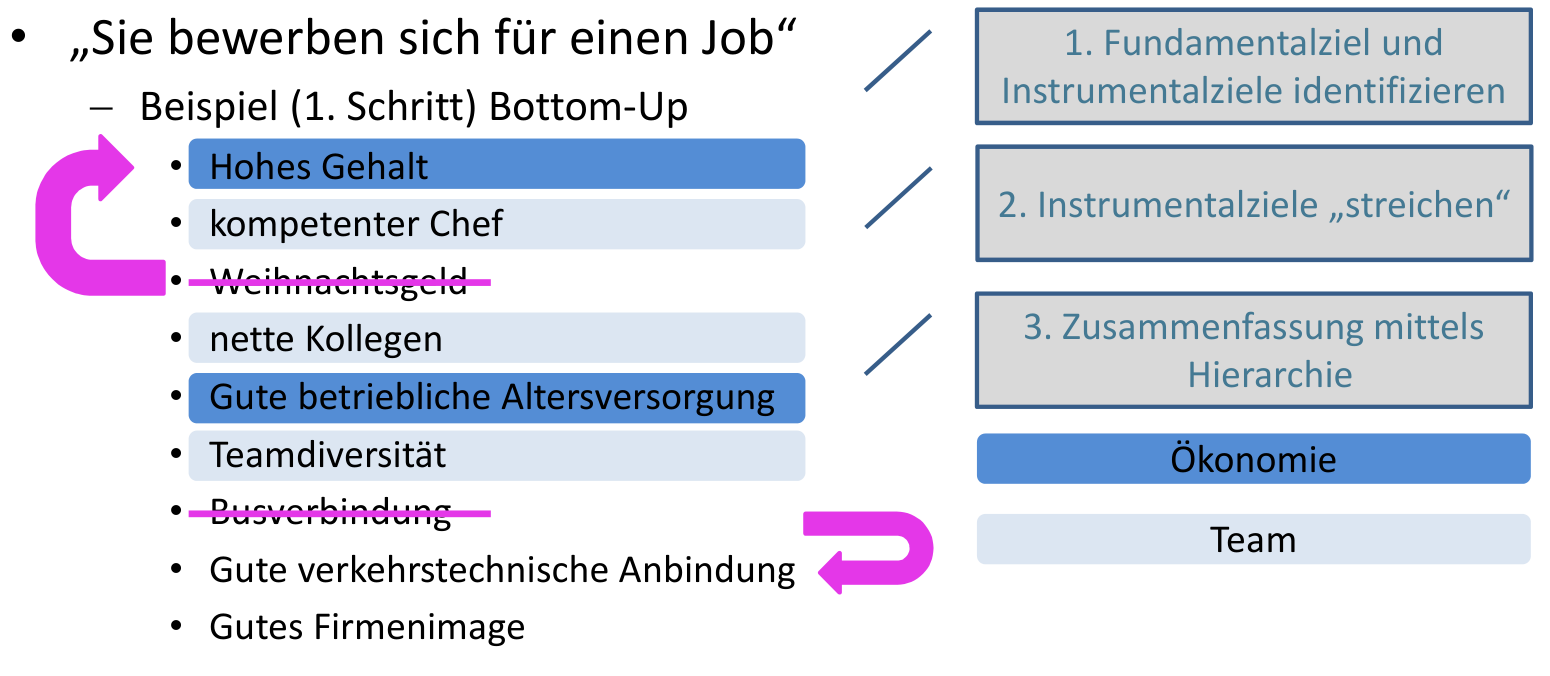 • „Sie bewerben sich für einen Job“
– Beispiel (1. Schritt) Bottom-Up
• Hohes Gehalt
• kompetenter Chef
• Weihnachtsgeld
• nette Kollegen
• Gute betriebliche Altersversorgung
• Teamdiversität
• Busverbindung
• Gute verkehrstechnische Anbindung
• Gutes Firmenimage
1. Fundamentalziel und
Instrumentalziele identifizieren
2. Instrumentalziele „streichen“
3. Zusammenfassung mittels
Hierarchie
Ökonomie
Team